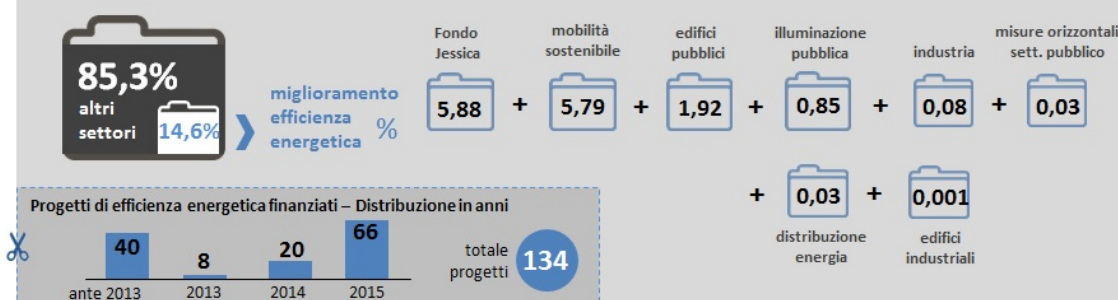 85,3%
altri
settori
14,6%
miglioramento
efficienza
energetica
%
Fondo
Jessica
5,88
+
mobilità
sostenibile
5,79
+
edifici
pubblici
1,92
+
illuminazione
pubblica
0,85
+
industria
0,08
+
misure orizzontali
sett. pubblico
0,03
+
0,03
distribuzione
energia
+
0,001
edifici
industriali
Progetti di efficienza energetica finanziati – Distribuzione in anni
40
8
20
66
ante 2013
2013
2014
2015
totale
progetti
134